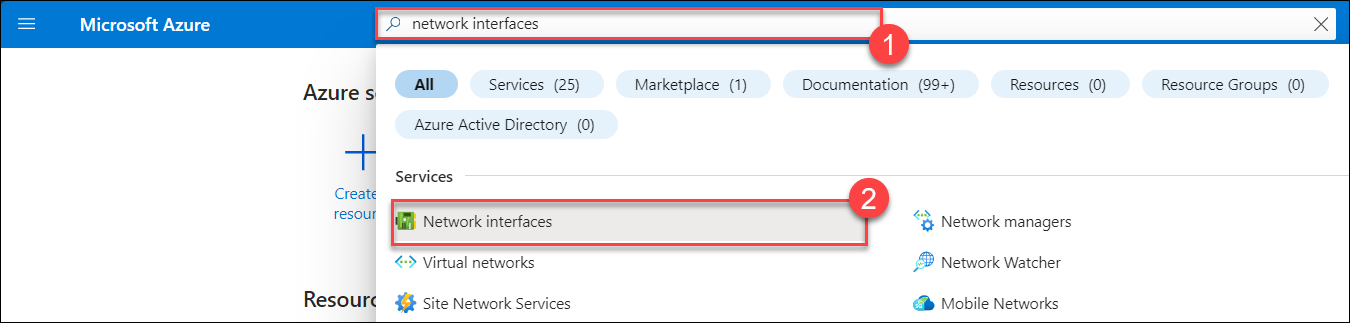 Microsoft Azure
network interfaces
1
All
Services (25)
Marketplace (1)
Documentation (99+)
Resources (0)
Resource Groups (0)
Azure s
Azure Active Directory (0)
Create
resour
Services
2
Network interfaces
Network managers
Virtual networks
Network Watcher
Resour
Site Network Services
Mobile Networks